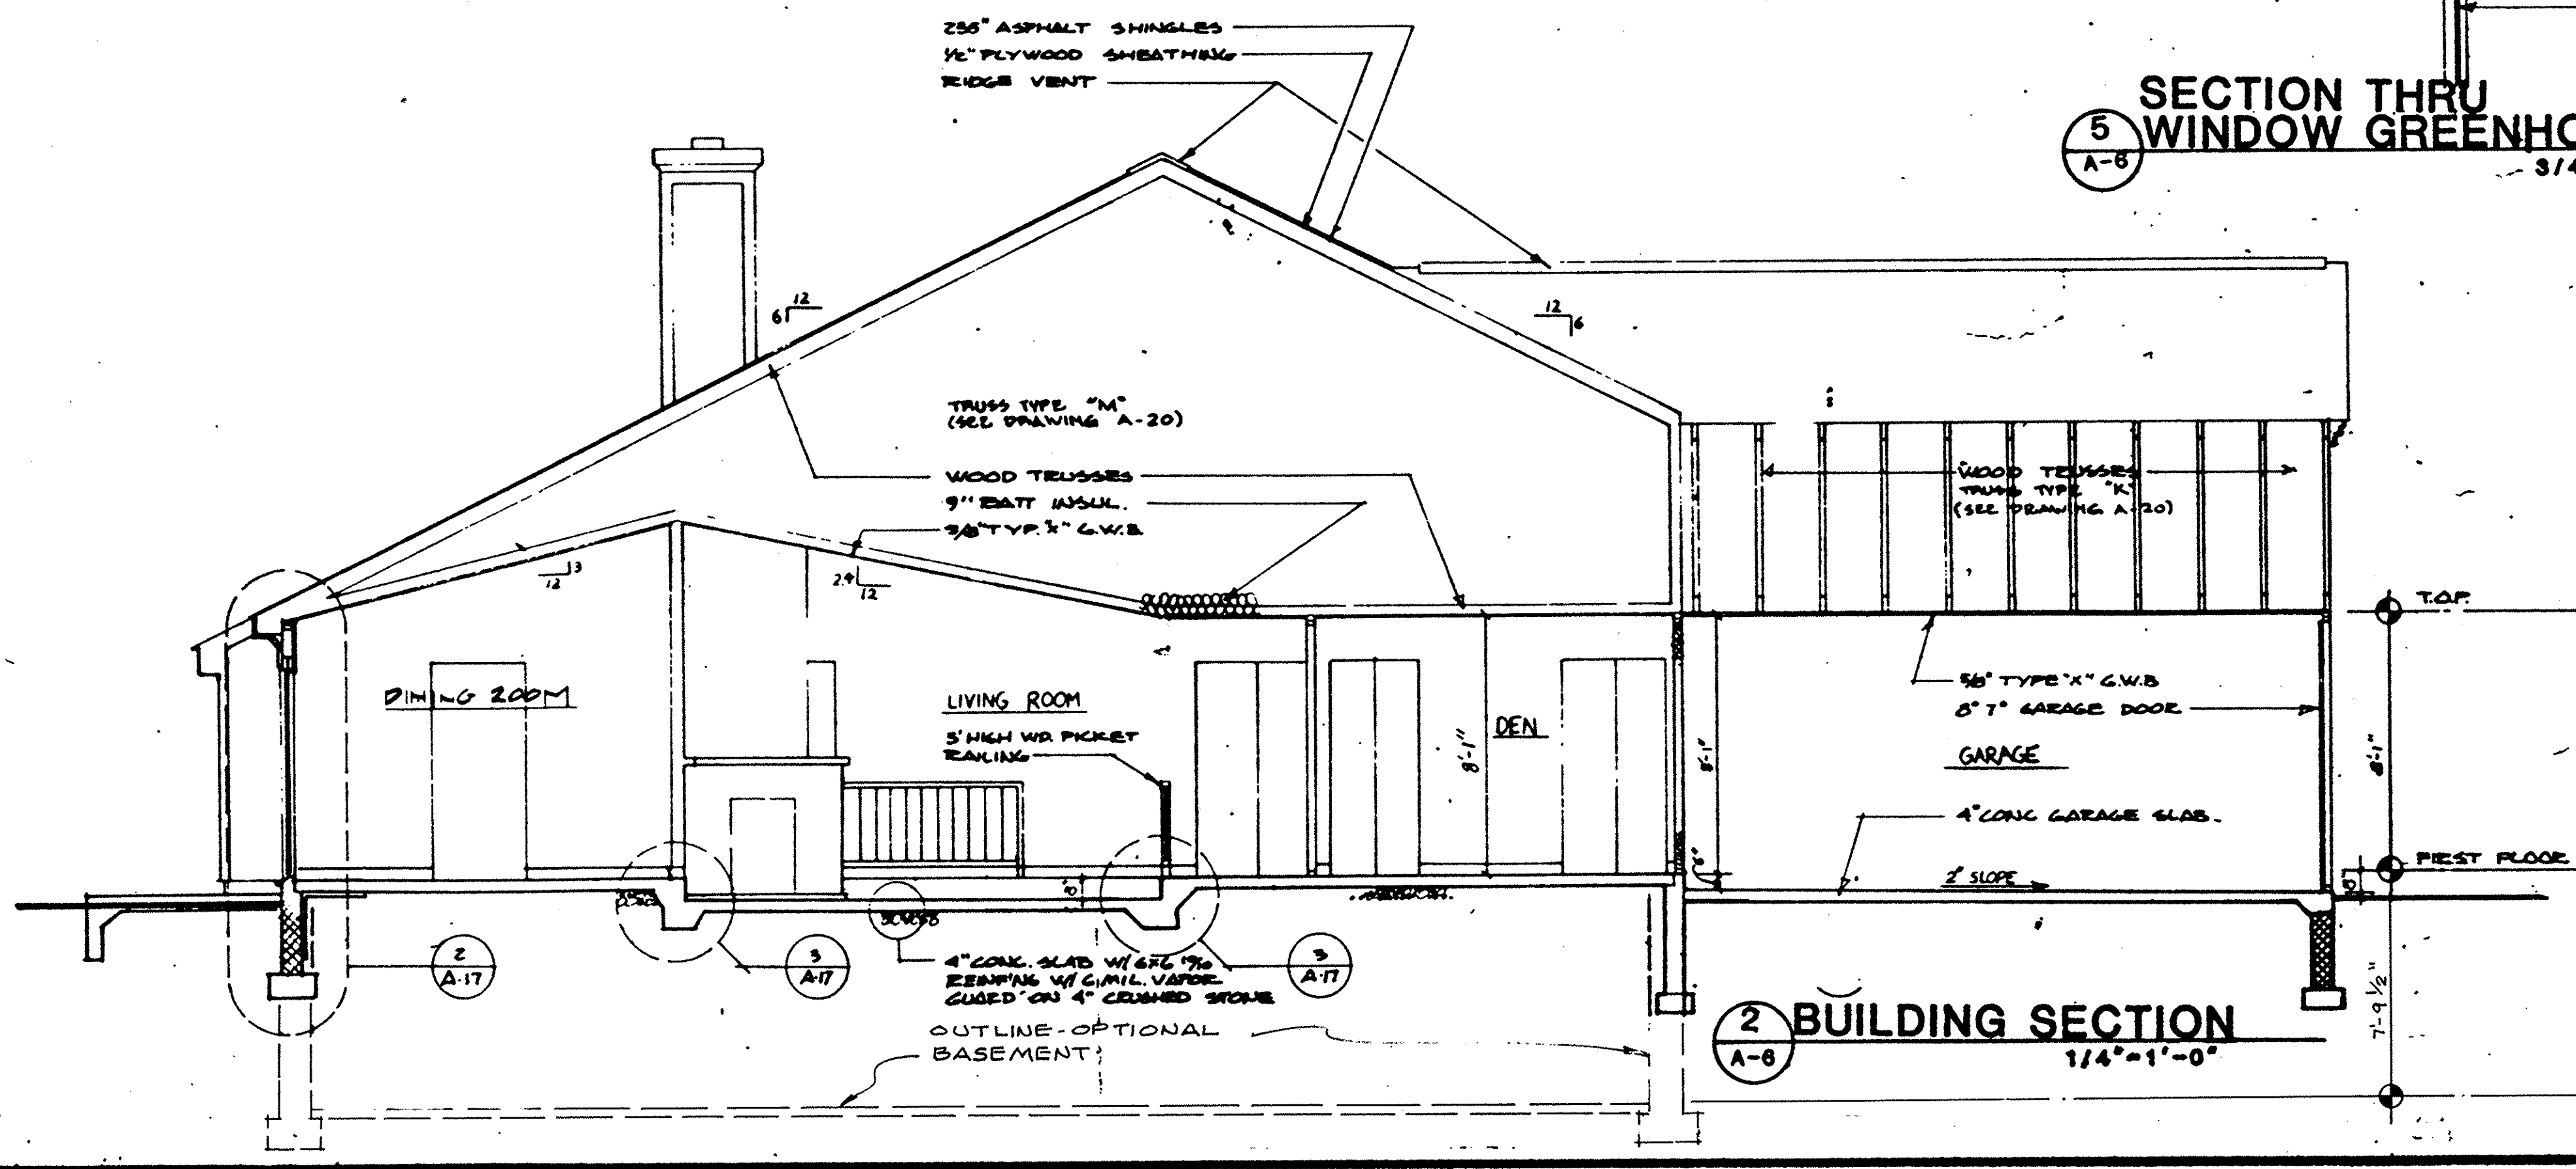 235# ASPHALT SHINGLES
1/2" PLYWOOD SHEATHING
RIDGE VENT
SECTION THRU
5
WINDOW GREENHO
A-6
3/4
12
6
12
6
TRUSS TYPE "M"
(SEE DRAWING A-20)
WOOD TRUSSES
9" BATT INSUL.
5/8" TYP. "X" G.W.B.
WOOD TRUSSES
TRUSS TYPE "K"
(SEE DRAWING A-20)
3
12
2.4
12
T.O.P.
DINING ROOM
LIVING ROOM
3' HIGH WD. PICKET
RAILING
DEN
8'-1"
8'-1"
5/8" TYPE "X" G.W.B
8° 7° GARAGE DOOR
GARAGE
8'-1"
4" CONC GARAGE SLAB.
FIRST FLOOR
6"
2" SLOPE
8"
2
A-17
3
A-17
3
A-17
4" CONC. SLAB W/ 6x6 10/10
REINF'NG W/ 6 MIL. VAPOR
GUARD ON 4" CRUSHED STONE
OUTLINE-OPTIONAL
BASEMENT
2
BUILDING SECTION
A-6
1/4"=1'-0"
7'-9 1/2"